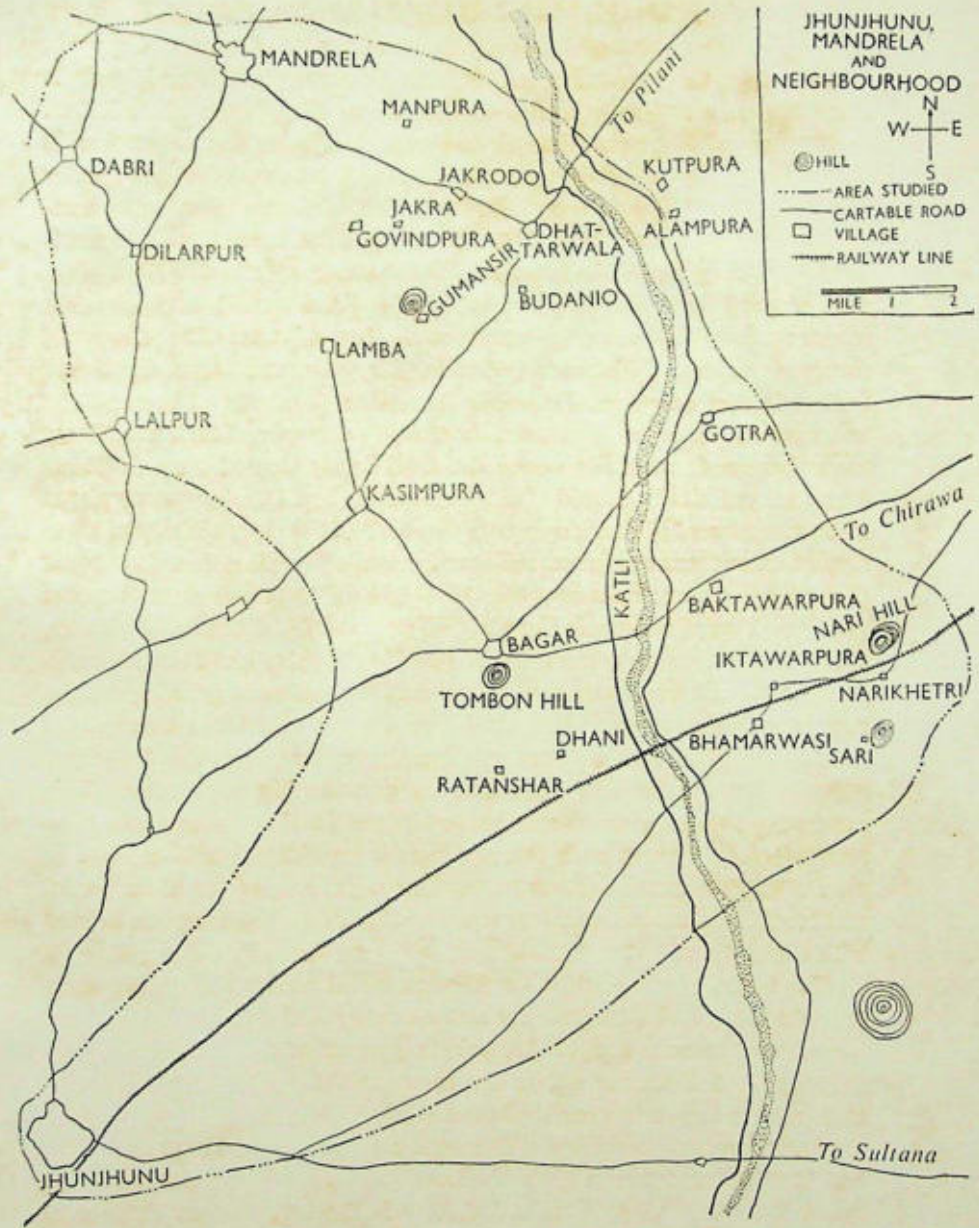 JHUNJHUNU,
MANDRELA
AND
NEIGHBOURHOOD
N
W E
S
HILL
AREA STUDIED
CARTABLE ROAD
VILLAGE
RAILWAY LINE
MILE 1 2
MANDRELA
MANPURA
To Pilani
DABRI
JAKRODO
KUTPURA
JAKRA
GOVINDPURA
DHAT-
TARWALA
ALAMPURA
DiLARPUR
GUMANSIR
BUDANIO
LAMBA
LALPUR
GOTRA
KASIMPURA
To Chirawa
KATLI
BAKTAWARPURA
NARI HILL
BAGAR
IKTAWARPURA
TOMBON HILL
NARIKHETRI
DHANI
BHAMARWASI
SARI
RATANSHAR
To Sultana
JHUNJHUNU